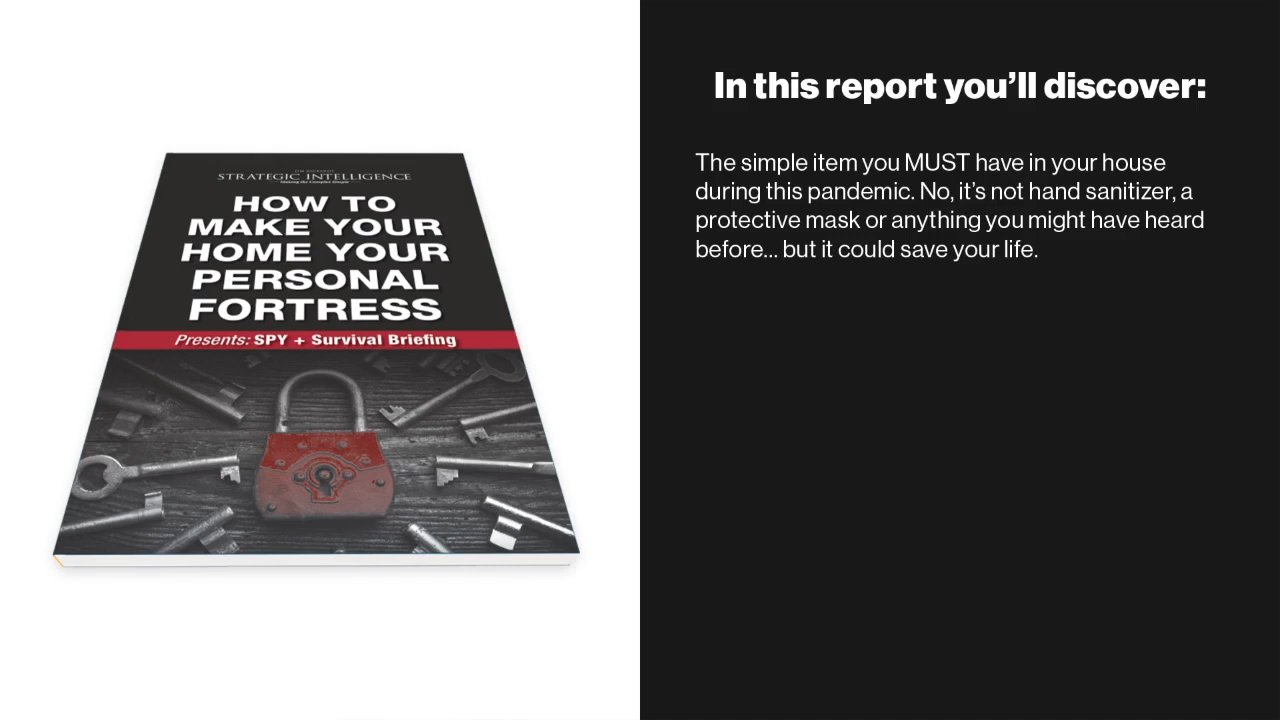 STRATEGIC INTELLIGENCE
HOW TO
MAKE YOUR
HOME YOUR
PERSONAL
FORTRESS
Presents: SPY + Survival Briefing
In this report you’ll discover:
The simple item you MUST have in your house
during this pandemic. No, it’s not hand sanitizer, a
protective mask or anything you might have heard
before... but it could save your life.